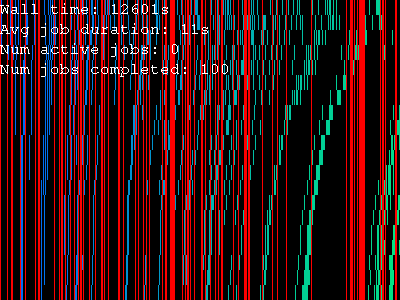 Wall time: 12601s
Avg job duration: 11s
Num active jobs: 0
Num jobs completed: 100